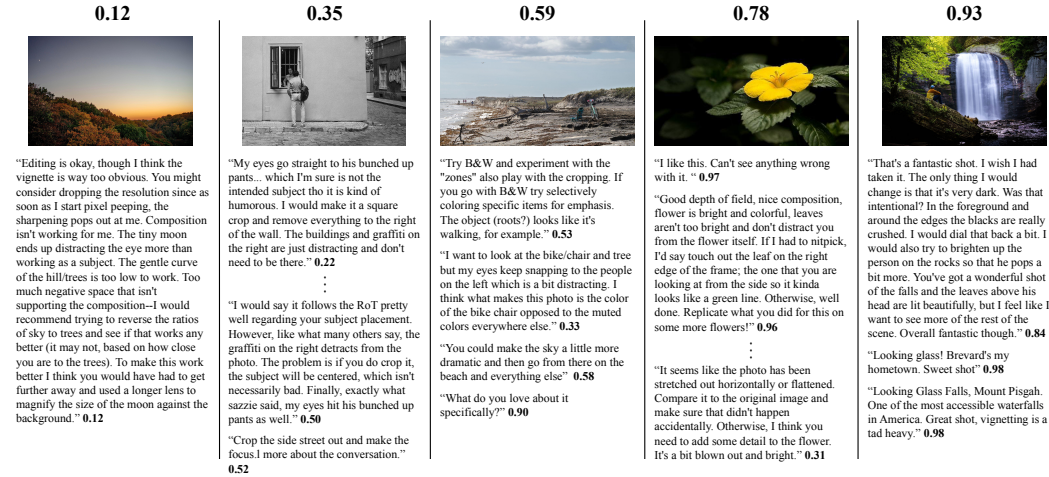 0.12
“Editing is okay, though I think the
vignette is way too obvious. You might
consider dropping the resolution since as
soon as I start pixel peeping, the
sharpening pops out at me. Composition
isn't working for me. The tiny moon
ends up distracting the eye more than
working as a subject. The gentle curve
of the hill/trees is too low to work. Too
much negative space that isn't
supporting the composition--I would
recommend trying to reverse the ratios
of sky to trees and see if that works any
better (it may not, based on how close
you are to the trees). To make this work
better I think you would have had to get
further away and used a longer lens to
magnify the size of the moon against the
background.” 0.12
0.35
“My eyes go straight to his bunched up
pants... which I'm sure is not the
intended subject tho it is kind of
humorous. I would make it a square
crop and remove everything to the right
of the wall. The buildings and graffiti on
the right are just distracting and don't
need to be there.” 0.22
⋮
“I would say it follows the RoT pretty
well regarding your subject placement.
However, like what many others say, the
graffiti on the right detracts from the
photo. The problem is if you do crop it,
the subject will be centered, which isn't
necessarily bad. Finally, exactly what
sazzie said, my eyes hit his bunched up
pants as well.” 0.50
“Crop the side street out and make the
focus.l more about the conversation.”
0.52
0.59
“Try B&W and experiment with the
"zones" also play with the cropping. If
you go with B&W try selectively
coloring specific items for emphasis.
The object (roots?) looks like it's
walking, for example.” 0.53
“I want to look at the bike/chair and tree
but my eyes keep snapping to the people
on the left which is a bit distracting. I
think what makes this photo is the color
of the bike chair opposed to the muted
colors everywhere else.” 0.33
“You could make the sky a little more
dramatic and then go from there on the
beach and everything else” 0.58
“What do you love about it
specifically?” 0.90
0.78
“I like this. Can't see anything wrong
with it. “ 0.97
“Good depth of field, nice composition,
flower is bright and colorful, leaves
aren't too bright and don't distract you
from the flower itself. If I had to nitpick,
I'd say touch out the leaf on the right
edge of the frame; the one that you are
looking at from the side so it kinda
looks like a green line. Otherwise, well
done. Replicate what you did for this on
some more flowers!” 0.96
⋮
“It seems like the photo has been
stretched out horizontally or flattened.
Compare it to the original image and
make sure that didn't happen
accidentally. Otherwise, I think you
need to add some detail to the flower.
It's a bit blown out and bright.” 0.31
0.93
“That's a fantastic shot. I wish I had
taken it. The only thing I would
change is that it's very dark. Was that
intentional? In the foreground and
around the edges the blacks are really
crushed. I would dial that back a bit. I
would also try to brighten up the
person on the rocks so that he pops a
bit more. You've got a wonderful shot
of the falls and the leaves above his
head are lit beautifully, but I feel like I
want to see more of the rest of the
scene. Overall fantastic though.” 0.84
“Looking glass! Brevard's my
hometown. Sweet shot” 0.98
“Looking Glass Falls, Mount Pisgah.
One of the most accessible waterfalls
in America. Great shot, vignetting is a
tad heavy.” 0.98